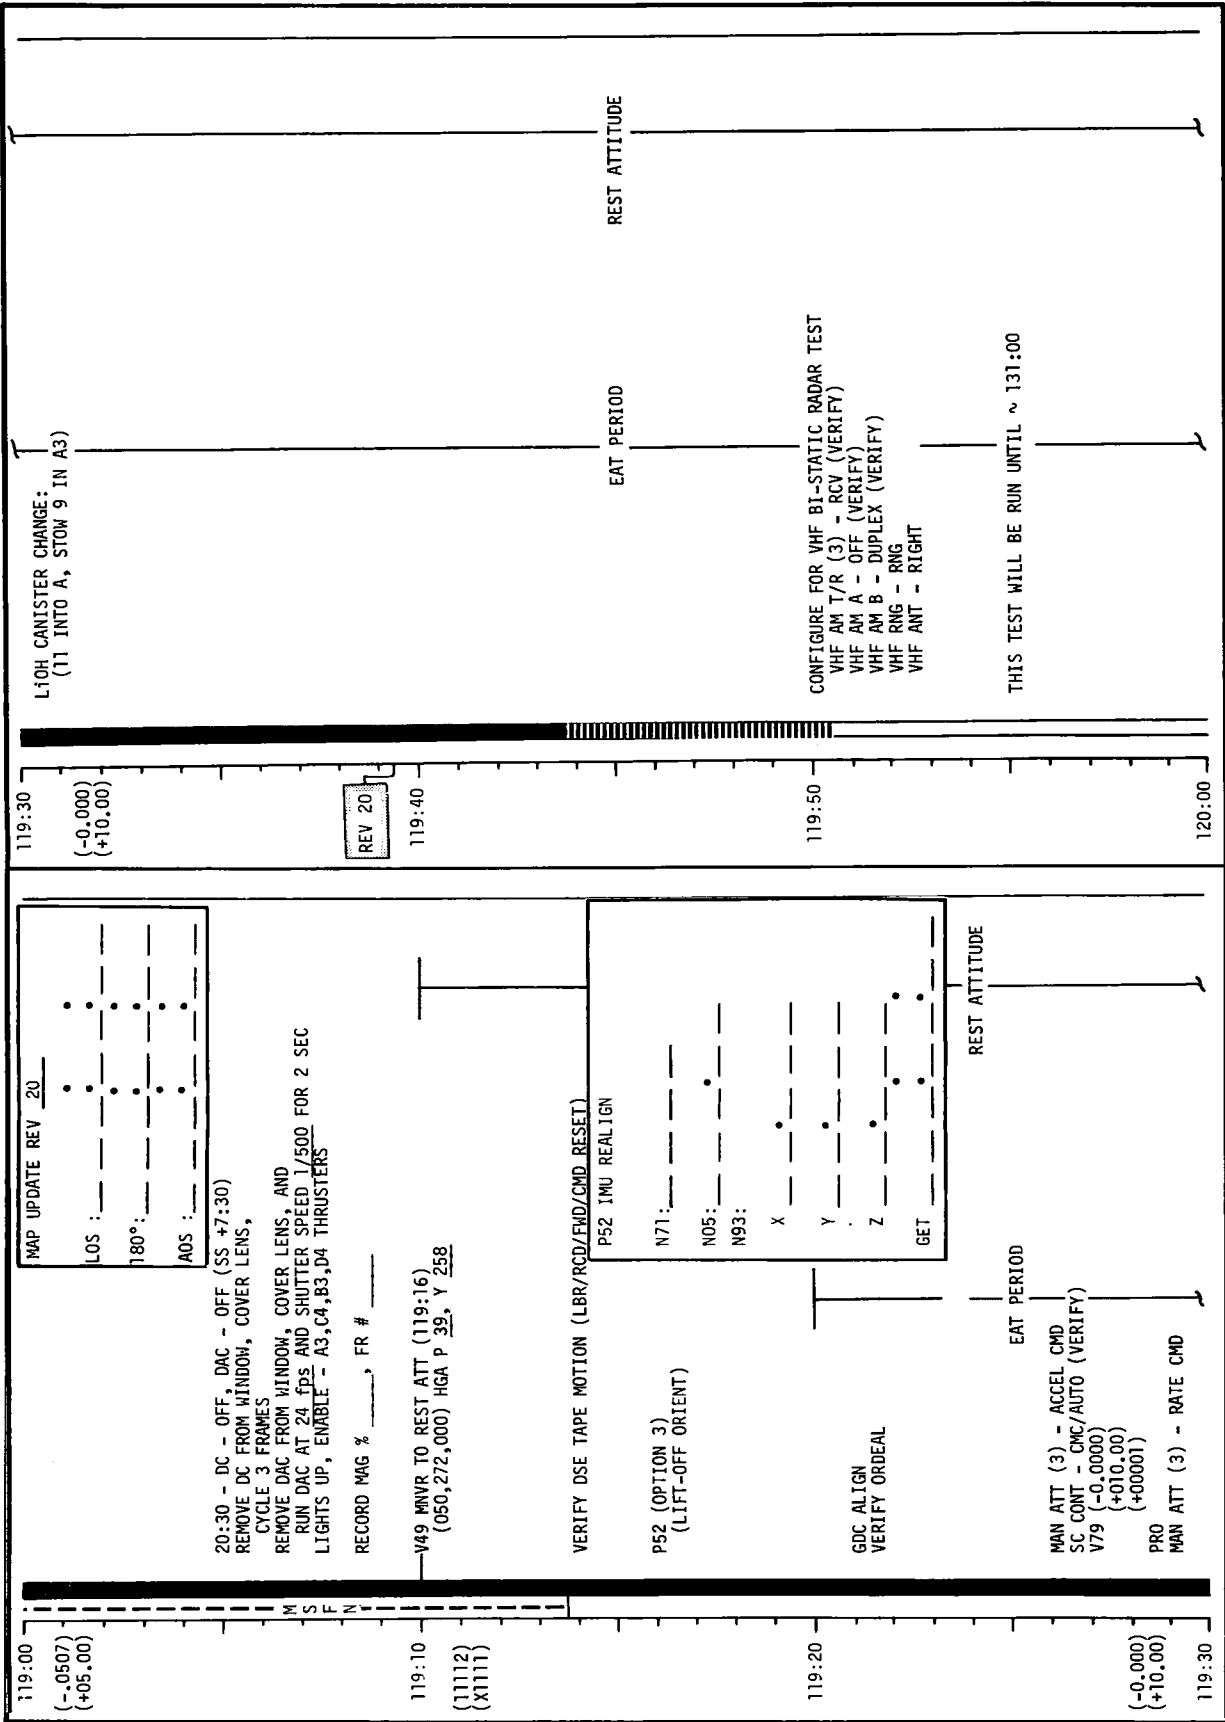 119:00
(-.0507)
(+05.00)
MAP UPDATE REV 20
LOS :
180°:
AOS :
20:30 - DC - OFF, DAC - OFF (SS +7:30)
REMOVE DC FROM WINDOW, COVER LENS,
CYCLE 3 FRAMES
REMOVE DAC FROM WINDOW, COVER LENS, AND
RUN DAC AT 24 fps AND SHUTTER SPEED 1/500 FOR 2 SEC
LIGHTS UP, ENABLE - A3,C4,B3,D4 THRUSTERS
M
S
F
N
RECORD MAG % _____, FR # _____
119:10
V49 MNVR TO REST ATT (119:16)
(050,272,000) HGA P 39, Y 258
(11112)
(X1111)
VERIFY DSE TAPE MOTION (LBR/RCD/FWD/CMD RESET)
P52 IMU REALIGN
N71:
N05:
N93:
X
Y
Z
GET
P52 (OPTION 3)
(LIFT-OFF ORIENT)
119:20
GDC ALIGN
VERIFY ORDEAL
REST ATTITUDE
EAT PERIOD
MAN ATT (3) - ACCEL CMD
SC CONT - CMC/AUTO (VERIFY)
V79 (-0.0000)
(+010.00)
(+00001)
PRO
MAN ATT (3) - RATE CMD
(-0.000)
(+10.00)
119:30
119:30
(-0.000)
(+10.00)
LiOH CANISTER CHANGE:
(11 INTO A, STOW 9 IN A3)
REV 20
119:40
EAT PERIOD
REST ATTITUDE
119:50
CONFIGURE FOR VHF BI-STATIC RADAR TEST
VHF AM T/R (3) - RCV (VERIFY)
VHF AM A - OFF (VERIFY)
VHF AM B - DUPLEX (VERIFY)
VHF RNG - RNG
VHF ANT - RIGHT
THIS TEST WILL BE RUN UNTIL ~ 131:00
120:00